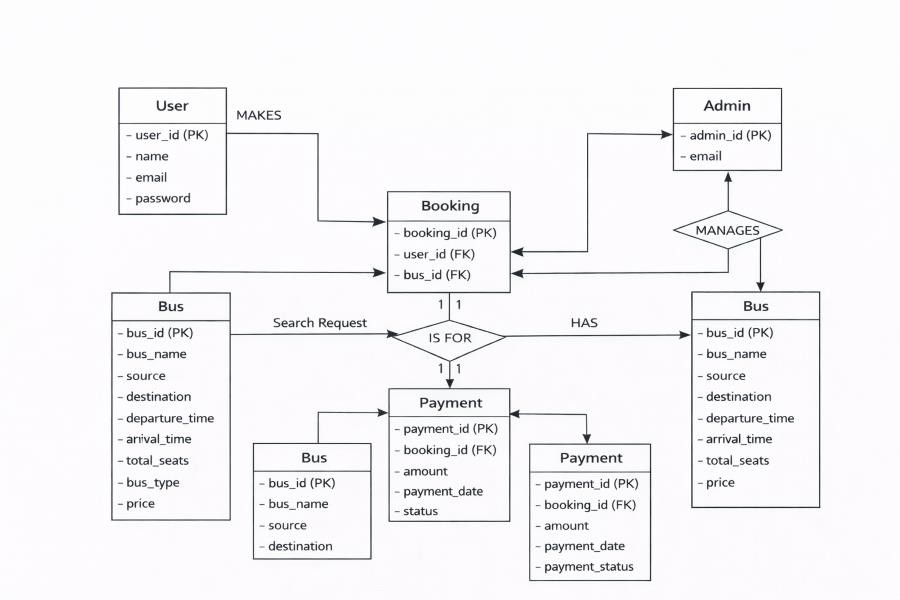 User
– user_id (PK)
– name
– email
– password
MAKES
Admin
– admin_id (PK)
– email
Booking
– booking_id (PK)
– user_id (FK)
– bus_id (FK)
MANAGES
Bus
– bus_id (PK)
– bus_name
– source
– destination
– departure_time
– arrival_time
– total_seats
– bus_type
– price
Search Request
1 1
IS FOR
1 1
HAS
Bus
– bus_id (PK)
– bus_name
– source
– destination
– departure_time
– arrival_time
– total_seats
– price
Payment
– payment_id (PK)
– booking_id (FK)
– amount
– payment_date
– status
Bus
– bus_id (PK)
– bus_name
– source
– destination
Payment
– payment_id (PK)
– booking_id (FK)
– amount
– payment_date
– payment_status